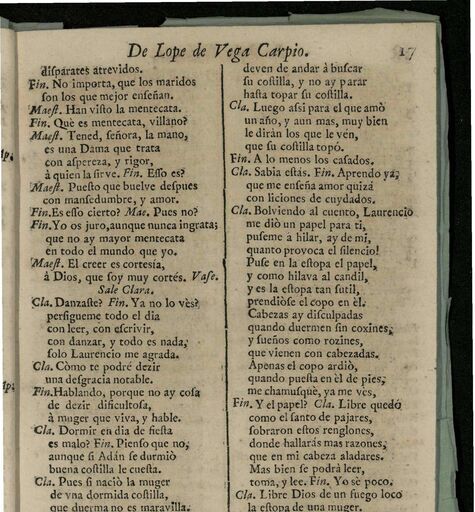 De Lope de Vega Carpio. 17
disparates atrevidos.
Fin. No importa, que los maridos
son los que mejor enseñan.
Maest. Han visto la mentecata.
Fin. Què es mentecata, villano?
Maest. Tened, señora, la mano,
es una Dama que trata
con aspereza, y rigor,
à quien la sirve. Fin. Esso es?
Maest. Puesto que buelve despues
con mansedumbre, y amor.
Fin. Es esso cierto? Mae. Pues no?
Fin. Yo os juro, aunque nunca ingrata;
que no ay mayor mentecata
en todo el mundo que yo.
Maest. El creer es cortesia,
à Dios, que soy muy cortés. Vase.
Sale Clara.
Cla. Danzaste? Fin. Ya no lo ves?
persigueme todo el dia
con leer, con escrivir,
con danzar, y todo es nada,
solo Laurencio me agrada.
Cla. Còmo te podrè dezir
una desgracia notable.
Fin. Hablando, porque no ay cosa
de dezir dificultosa,
à muger que viva, y hable.
Cla. Dormir en dia de fiesta
es malo? Fin. Pienso que no,
aunque si Adán se durmiò
buena costilla le cuesta.
Cla. Pues si naciò la muger
de vna dormida costilla,
que duerma no es maravilla.
deven de andar à buscar
su costilla, y no ay parar
hasta topar su costilla.
Cla. Luego assi para el que amò
un año, y aun mas, muy bien
le diràn los que le vèn,
que su costilla topò.
Fin. A lo menos los casados.
Cla. Sabia estàs. Fin. Aprendo ya;
que me enseña amor quizà
con liciones de cuydados.
Cla. Bolviendo al cuento, Laurencio
me diò un papel para ti,
puseme à hilar, ay de mi,
quanto provoca el silencio!
Puse en la estopa el papel,
y como hilava al candil,
y es la estopa tan sutil,
prendiòse el copo en èl.
Cabezas ay disculpadas
quando duermen sin coxines,
y sueños como rozines,
que vienen con cabezadas.
Apenas el copo ardiò,
quando puesta en èl de pies,
me chamusquè, ya me ves,
Fin. Y el papel? Cla. Libre quedò
como el santo de pajares,
sobraron estos renglones,
donde hallaràs mas razones,
que en mi cabeza aladares.
Mas bien se podrà leer,
toma, y lee. Fin. Yo sè poco.
Cla. Libre Dios de un fuego loco
la estopa de una muger.